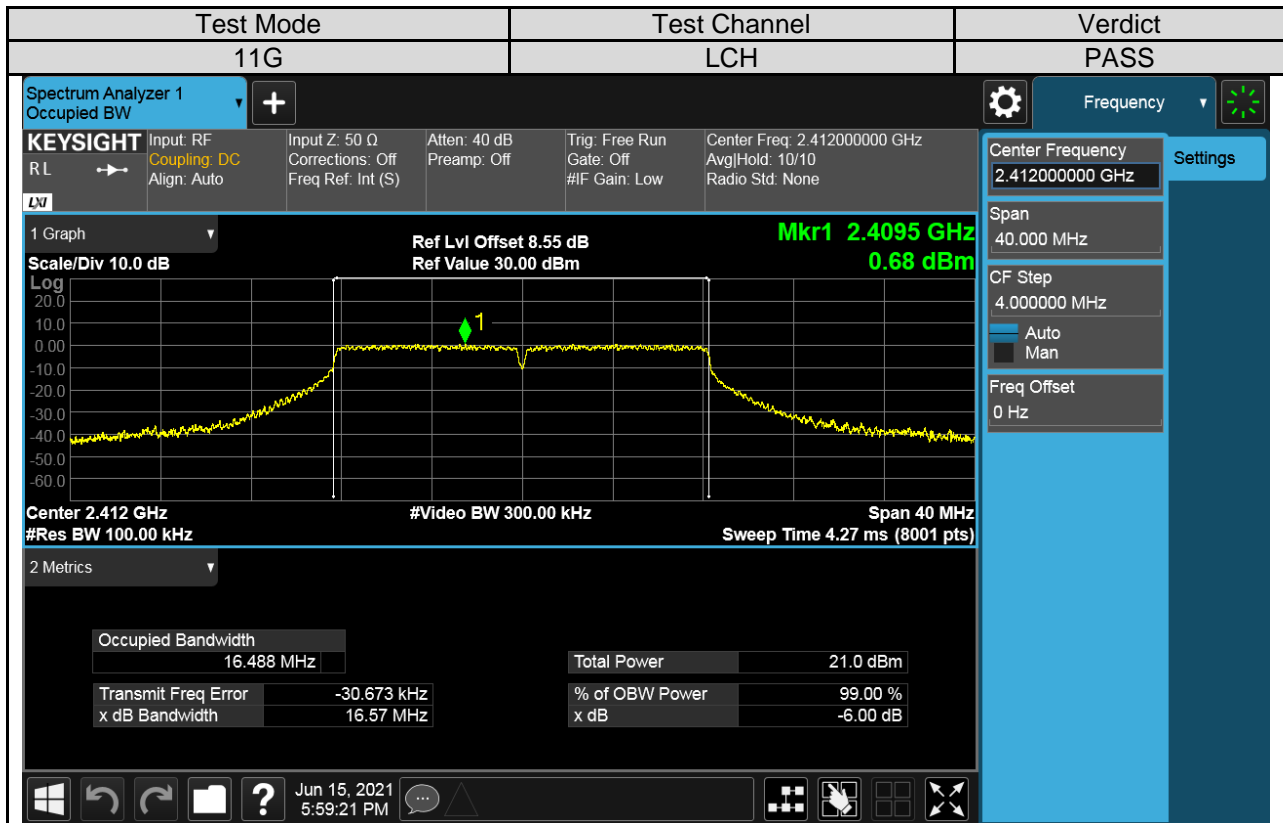 Test Mode Test Channel Verdict
11G LCH PASS
Spectrum Analyzer 1
Occupied BW
+
Frequency
KEYSIGHT
R L
LXI
Input: RF
Coupling: DC
Align: Auto
Input Z: 50 Ω
Corrections: Off
Freq Ref: Int (S)
Atten: 40 dB
Preamp: Off
Trig: Free Run
Gate: Off
#IF Gain: Low
Center Freq: 2.412000000 GHz
Avg|Hold: 10/10
Radio Std: None
Center Frequency
2.412000000 GHz
Settings
Span
40.000 MHz
CF Step
4.000000 MHz
Auto
Man
Freq Offset
0 Hz
1 Graph
Scale/Div 10.0 dB
Ref Lvl Offset 8.55 dB
Ref Value 30.00 dBm
Mkr1 2.4095 GHz
0.68 dBm
Log
20.0
10.0
0.00
-10.0
-20.0
-30.0
-40.0
-50.0
-60.0
1
Center 2.412 GHz
#Res BW 100.00 kHz
#Video BW 300.00 kHz
Span 40 MHz
Sweep Time 4.27 ms (8001 pts)
2 Metrics
Occupied Bandwidth
16.488 MHz
Total Power 21.0 dBm
Transmit Freq Error -30.673 kHz
% of OBW Power 99.00 %
x dB Bandwidth 16.57 MHz
x dB -6.00 dB
?
Jun 15, 2021
5:59:21 PM